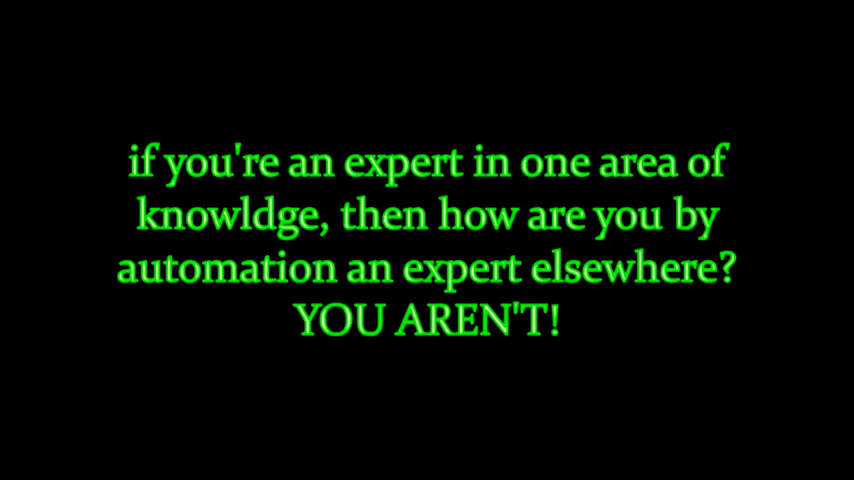 if you're an expert in one area of
knowldge, then how are you by
automation an expert elsewhere?
YOU AREN'T!